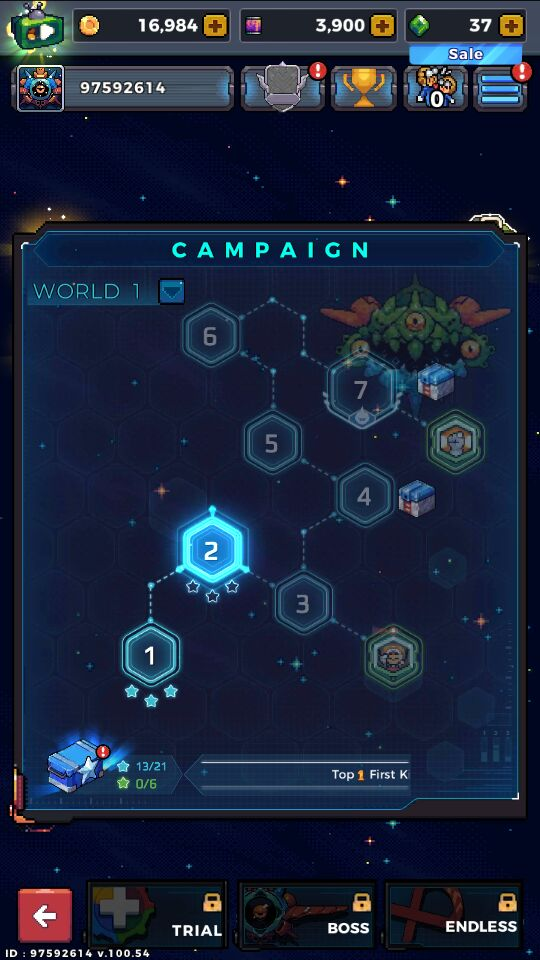 16,984
3,900
37
Sale
97592614
0
CAMPAIGN
WORLD 1
6
7
5
4
2
3
1
13/21
0/6
Top 1 First K
TRIAL
BOSS
ENDLESS
ID : 97592614 v.100.54